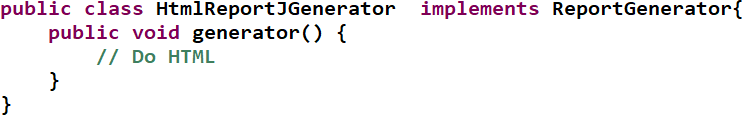 public class HtmlReportJGenerator  implements ReportGenerator{
    public void generator() {
        // Do HTML
    }
}